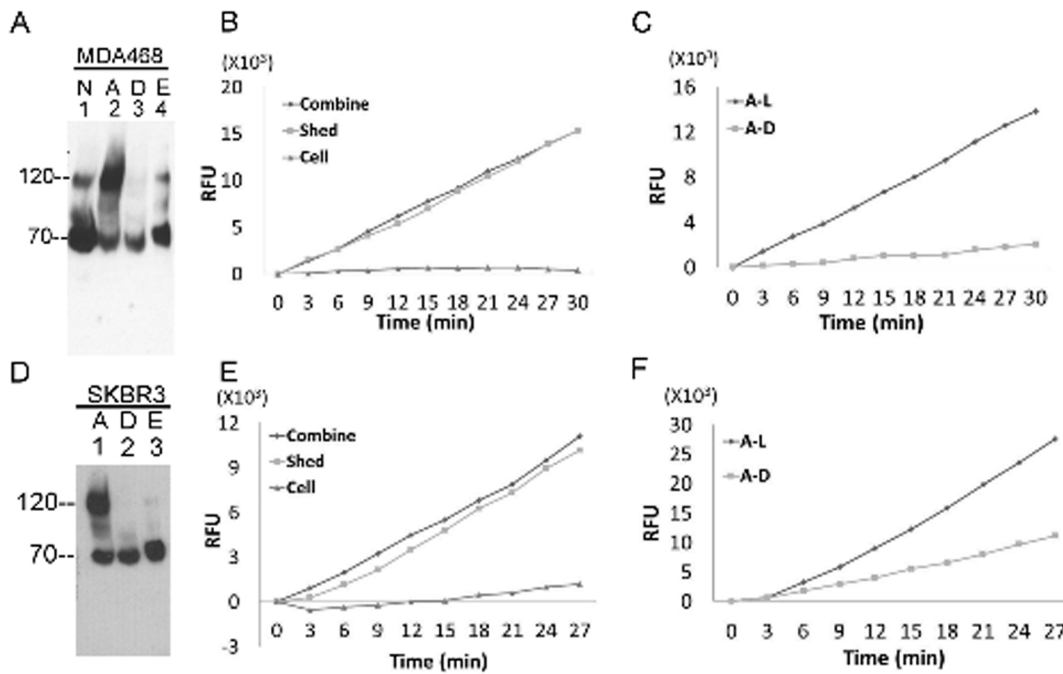 A
MDA468
N A D E
1 2 3 4
120--
70--
B
(X10³)
20
15
10
5
0
RFU
Combine
Shed
Cell
0 3 6 9 12 15 18 21 24 27 30
Time (min)
C
(X10³)
16
12
8
4
0
RFU
A-L
A-D
0 3 6 9 12 15 18 21 24 27 30
Time (min)
D
SKBR3
A D E
1 2 3
120--
70--
E
(X10³)
12
9
6
3
0
-3
RFU
Combine
Shed
Cell
0 3 6 9 12 15 18 21 24 27
Time (min)
F
(X10³)
30
25
20
15
10
5
0
RFU
A-L
A-D
0 3 6 9 12 15 18 21 24 27
Time (min)